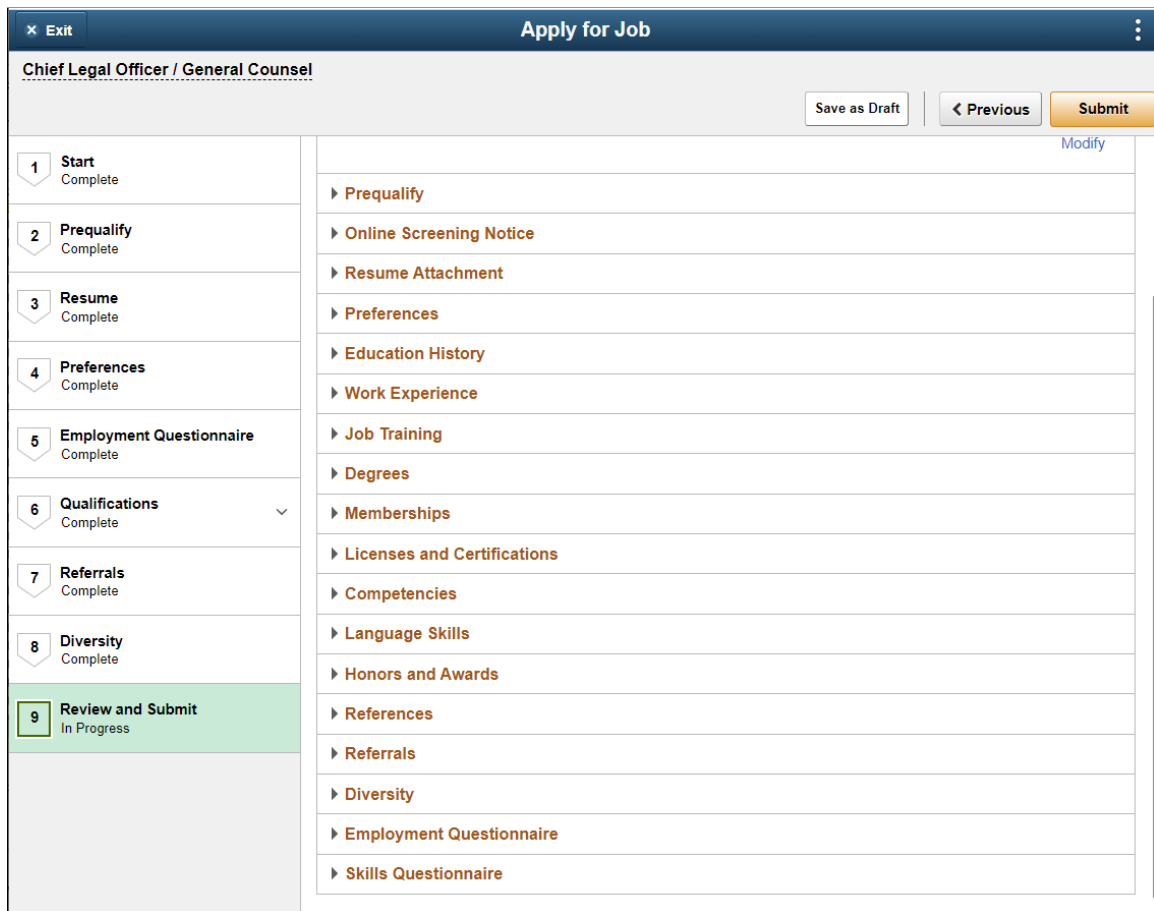 × Exit
Apply for Job
Chief Legal Officer / General Counsel
Save as Draft
Previous
Submit
1
Start
Complete
2
Prequalify
Complete
3
Resume
Complete
4
Preferences
Complete
5
Employment Questionnaire
Complete
6
Qualifications
Complete
7
Referrals
Complete
8
Diversity
Complete
9
Review and Submit
In Progress
Modify
Prequalify
Online Screening Notice
Resume Attachment
Preferences
Education History
Work Experience
Job Training
Degrees
Memberships
Licenses and Certifications
Competencies
Language Skills
Honors and Awards
References
Referrals
Diversity
Employment Questionnaire
Skills Questionnaire